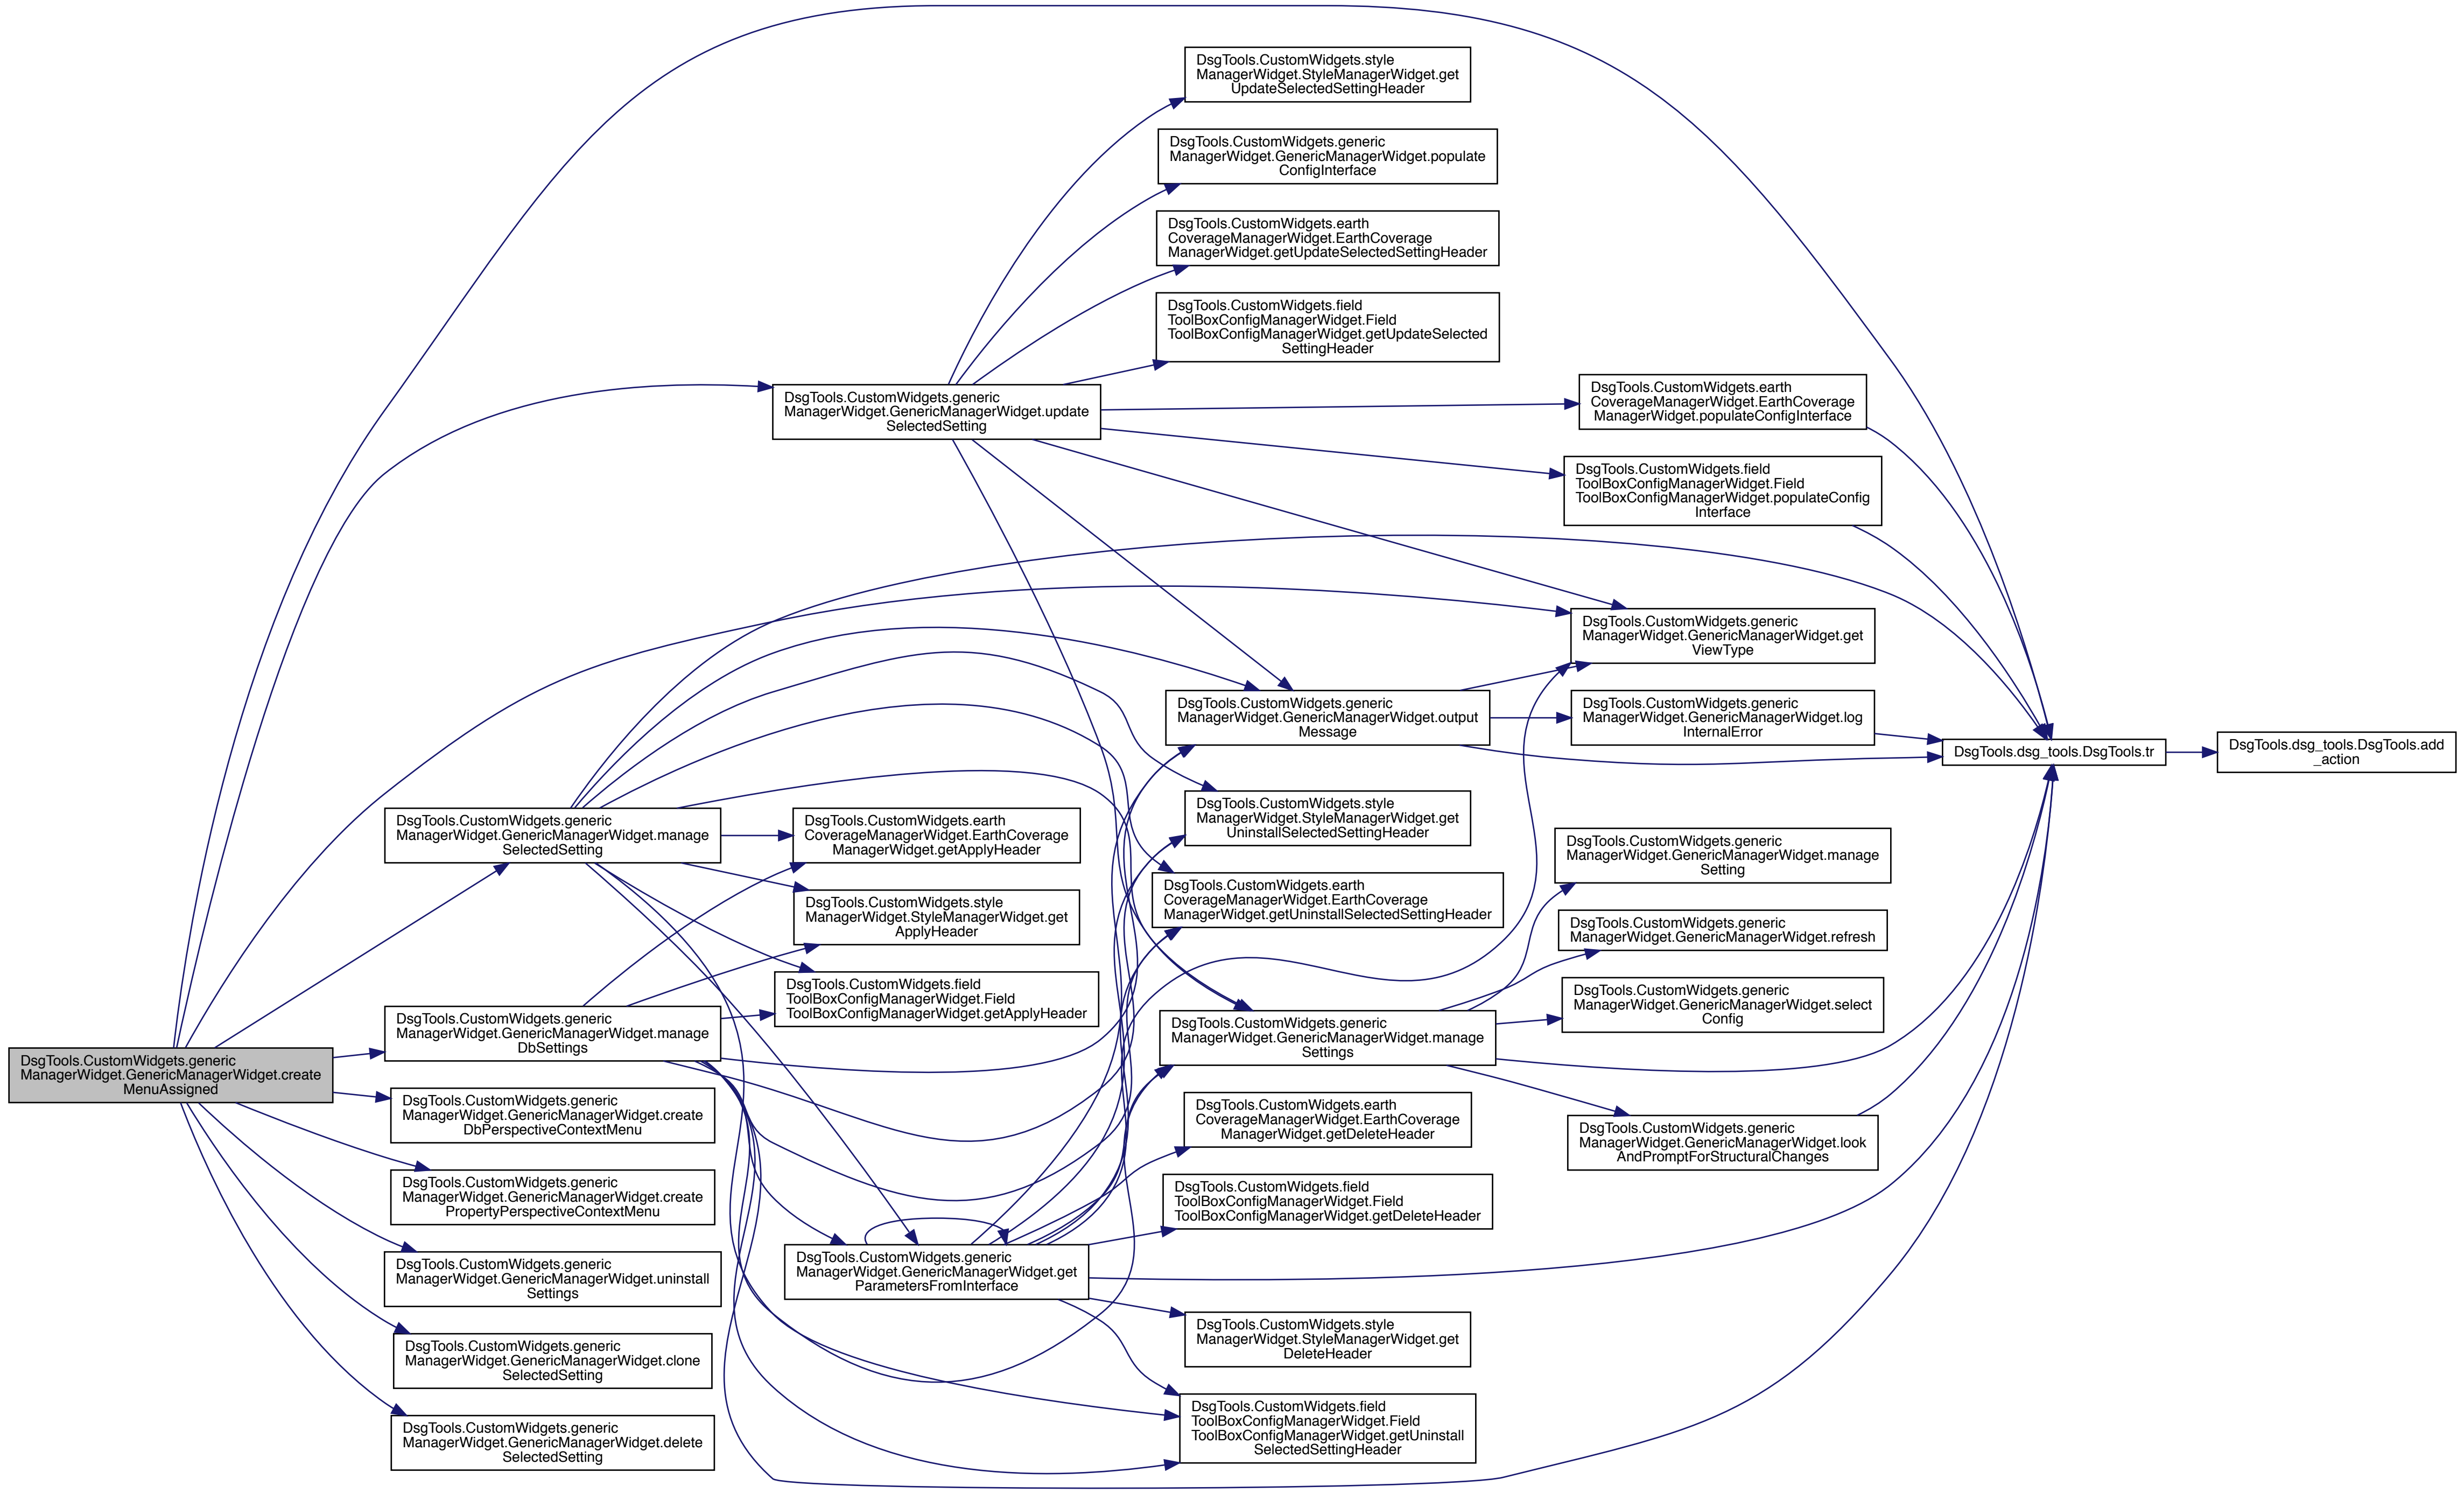 DsgTools.CustomWidgets.style
ManagerWidget.StyleManagerWidget.get
UpdateSelectedSettingHeader
DsgTools.CustomWidgets.generic
ManagerWidget.GenericManagerWidget.populate
ConfigInterface
DsgTools.CustomWidgets.earth
CoverageManagerWidget.EarthCoverage
ManagerWidget.getUpdateSelectedSettingHeader
DsgTools.CustomWidgets.field
ToolBoxConfigManagerWidget.Field
ToolBoxConfigManagerWidget.getUpdateSelected
SettingHeader
DsgTools.CustomWidgets.generic
ManagerWidget.GenericManagerWidget.update
SelectedSetting
DsgTools.CustomWidgets.earth
CoverageManagerWidget.EarthCoverage
ManagerWidget.populateConfigInterface
DsgTools.CustomWidgets.field
ToolBoxConfigManagerWidget.Field
ToolBoxConfigManagerWidget.populateConfig
Interface
DsgTools.CustomWidgets.generic
ManagerWidget.GenericManagerWidget.get
ViewType
DsgTools.CustomWidgets.generic
ManagerWidget.GenericManagerWidget.output
Message
DsgTools.CustomWidgets.generic
ManagerWidget.GenericManagerWidget.log
InternalError
DsgTools.dsg_tools.DsgTools.tr
DsgTools.dsg_tools.DsgTools.add
_action
DsgTools.CustomWidgets.generic
ManagerWidget.GenericManagerWidget.manage
SelectedSetting
DsgTools.CustomWidgets.earth
CoverageManagerWidget.EarthCoverage
ManagerWidget.getApplyHeader
DsgTools.CustomWidgets.style
ManagerWidget.StyleManagerWidget.get
UninstallSelectedSettingHeader
DsgTools.CustomWidgets.generic
ManagerWidget.GenericManagerWidget.manage
Setting
DsgTools.CustomWidgets.style
ManagerWidget.StyleManagerWidget.get
ApplyHeader
DsgTools.CustomWidgets.earth
CoverageManagerWidget.EarthCoverage
ManagerWidget.getUninstallSelectedSettingHeader
DsgTools.CustomWidgets.generic
ManagerWidget.GenericManagerWidget.refresh
DsgTools.CustomWidgets.field
ToolBoxConfigManagerWidget.Field
ToolBoxConfigManagerWidget.getApplyHeader
DsgTools.CustomWidgets.generic
ManagerWidget.GenericManagerWidget.select
Config
DsgTools.CustomWidgets.generic
ManagerWidget.GenericManagerWidget.manage
DbSettings
DsgTools.CustomWidgets.generic
ManagerWidget.GenericManagerWidget.manage
Settings
DsgTools.CustomWidgets.generic
ManagerWidget.GenericManagerWidget.create
MenuAssigned
DsgTools.CustomWidgets.generic
ManagerWidget.GenericManagerWidget.create
DbPerspectiveContextMenu
DsgTools.CustomWidgets.earth
CoverageManagerWidget.EarthCoverage
ManagerWidget.getDeleteHeader
DsgTools.CustomWidgets.generic
ManagerWidget.GenericManagerWidget.look
AndPromptForStructuralChanges
DsgTools.CustomWidgets.generic
ManagerWidget.GenericManagerWidget.create
PropertyPerspectiveContextMenu
DsgTools.CustomWidgets.field
ToolBoxConfigManagerWidget.Field
ToolBoxConfigManagerWidget.getDeleteHeader
DsgTools.CustomWidgets.generic
ManagerWidget.GenericManagerWidget.get
ParametersFromInterface
DsgTools.CustomWidgets.generic
ManagerWidget.GenericManagerWidget.uninstall
Settings
DsgTools.CustomWidgets.style
ManagerWidget.StyleManagerWidget.get
DeleteHeader
DsgTools.CustomWidgets.generic
ManagerWidget.GenericManagerWidget.clone
SelectedSetting
DsgTools.CustomWidgets.field
ToolBoxConfigManagerWidget.Field
ToolBoxConfigManagerWidget.getUninstall
SelectedSettingHeader
DsgTools.CustomWidgets.generic
ManagerWidget.GenericManagerWidget.delete
SelectedSetting